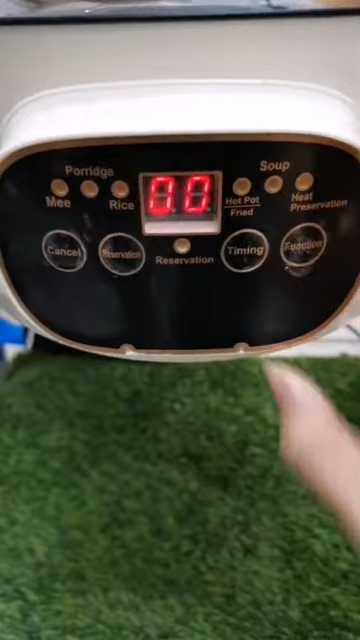 Porridge Soup
Mee Rice Hot Pot Heat
Fried Preservation
Cancel Reservation Reservation Timing Function